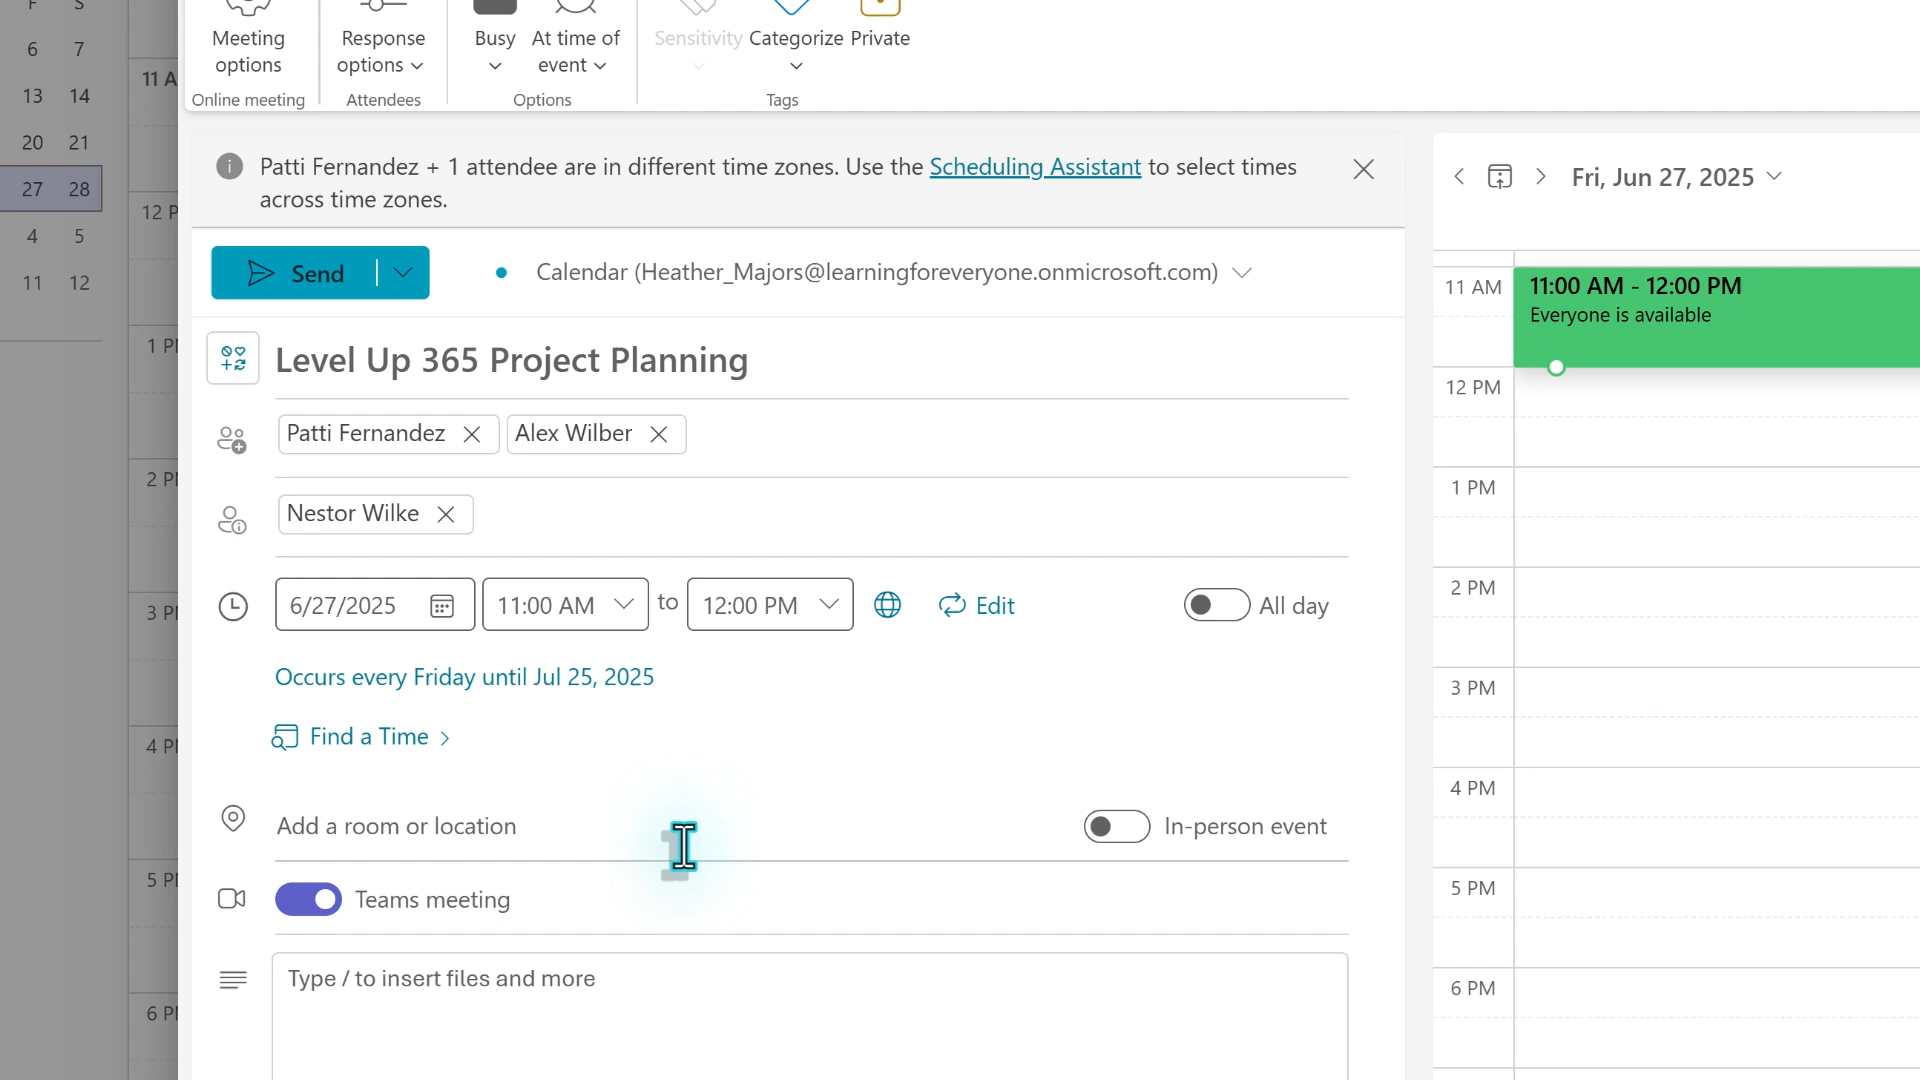 F S
6 7
13 14
20 21
27 28
4 5
11 12
11 A
12 P
1 P
2 P
3 P
4 P
5 P
6 P
Meeting
options
Online meeting
Response
options
Attendees
Busy
At time of
event
Options
Sensitivity
Categorize
Private
Tags
Patti Fernandez + 1 attendee are in different time zones. Use the Scheduling Assistant to select times
across time zones.
Send
Calendar (Heather_Majors@learningforeveryone.onmicrosoft.com)
Level Up 365 Project Planning
Patti Fernandez
Alex Wilber
Nestor Wilke
6/27/2025
11:00 AM
to
12:00 PM
Edit
All day
Occurs every Friday until Jul 25, 2025
Find a Time
Add a room or location
In-person event
Teams meeting
Type / to insert files and more
Fri, Jun 27, 2025
11 AM
11:00 AM - 12:00 PM
Everyone is available
12 PM
1 PM
2 PM
3 PM
4 PM
5 PM
6 PM